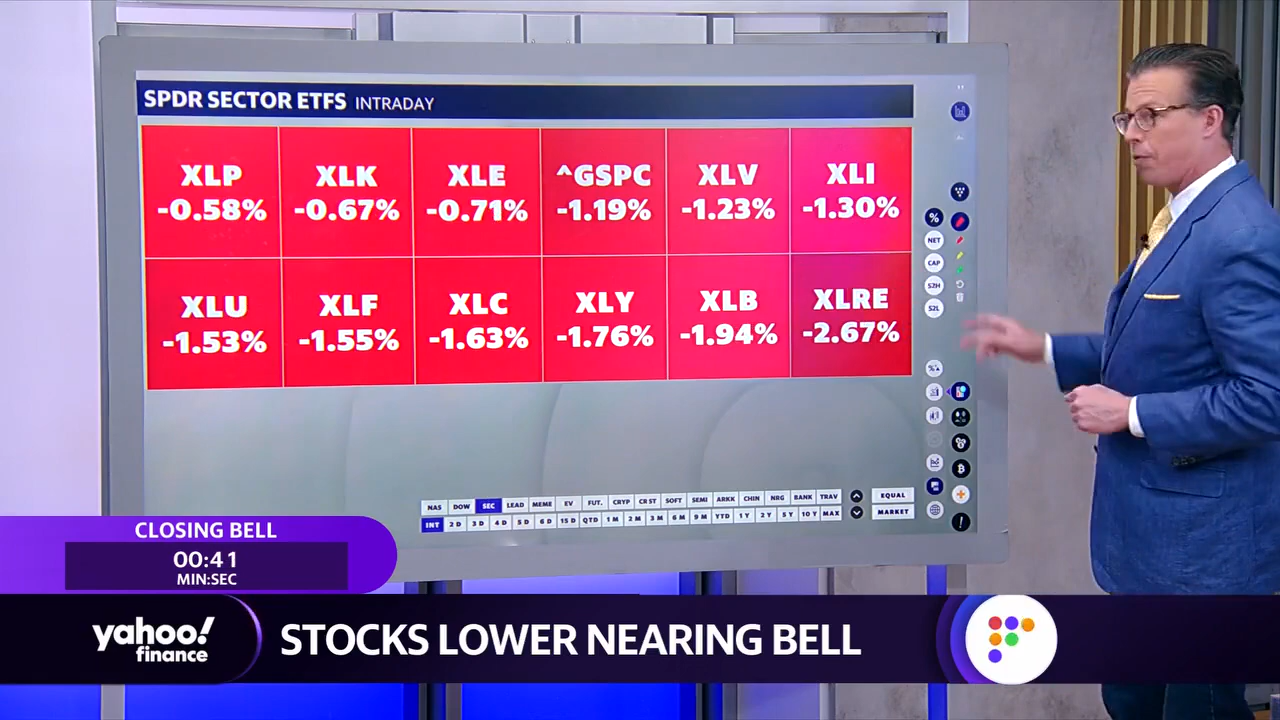 SPDR SECTOR ETFS INTRADAY
XLP XLK XLE ^GSPC XLV XLI
-0.58% -0.67% -0.71% -1.19% -1.23% -1.30%
XLU XLF XLC XLY XLB XLRE
-1.53% -1.55% -1.63% -1.76% -1.94% -2.67%
%
NET
CAP
52H
52L
NAS DOW SEC LEAD MEME EV FUT. CRYP CR ST SOFT SEMI ARKK CHIN NRG BANK TRAV
INT 2 D 3 D 4 D 5 D 6 D 15 D QTD 1 M 2 M 3 M 6 M 9 M YTD 1 Y 2 Y 5 Y 10 Y MAX
EQUAL
MARKET
CLOSING BELL
00:41
MIN:SEC
yahoo!
finance
STOCKS LOWER NEARING BELL